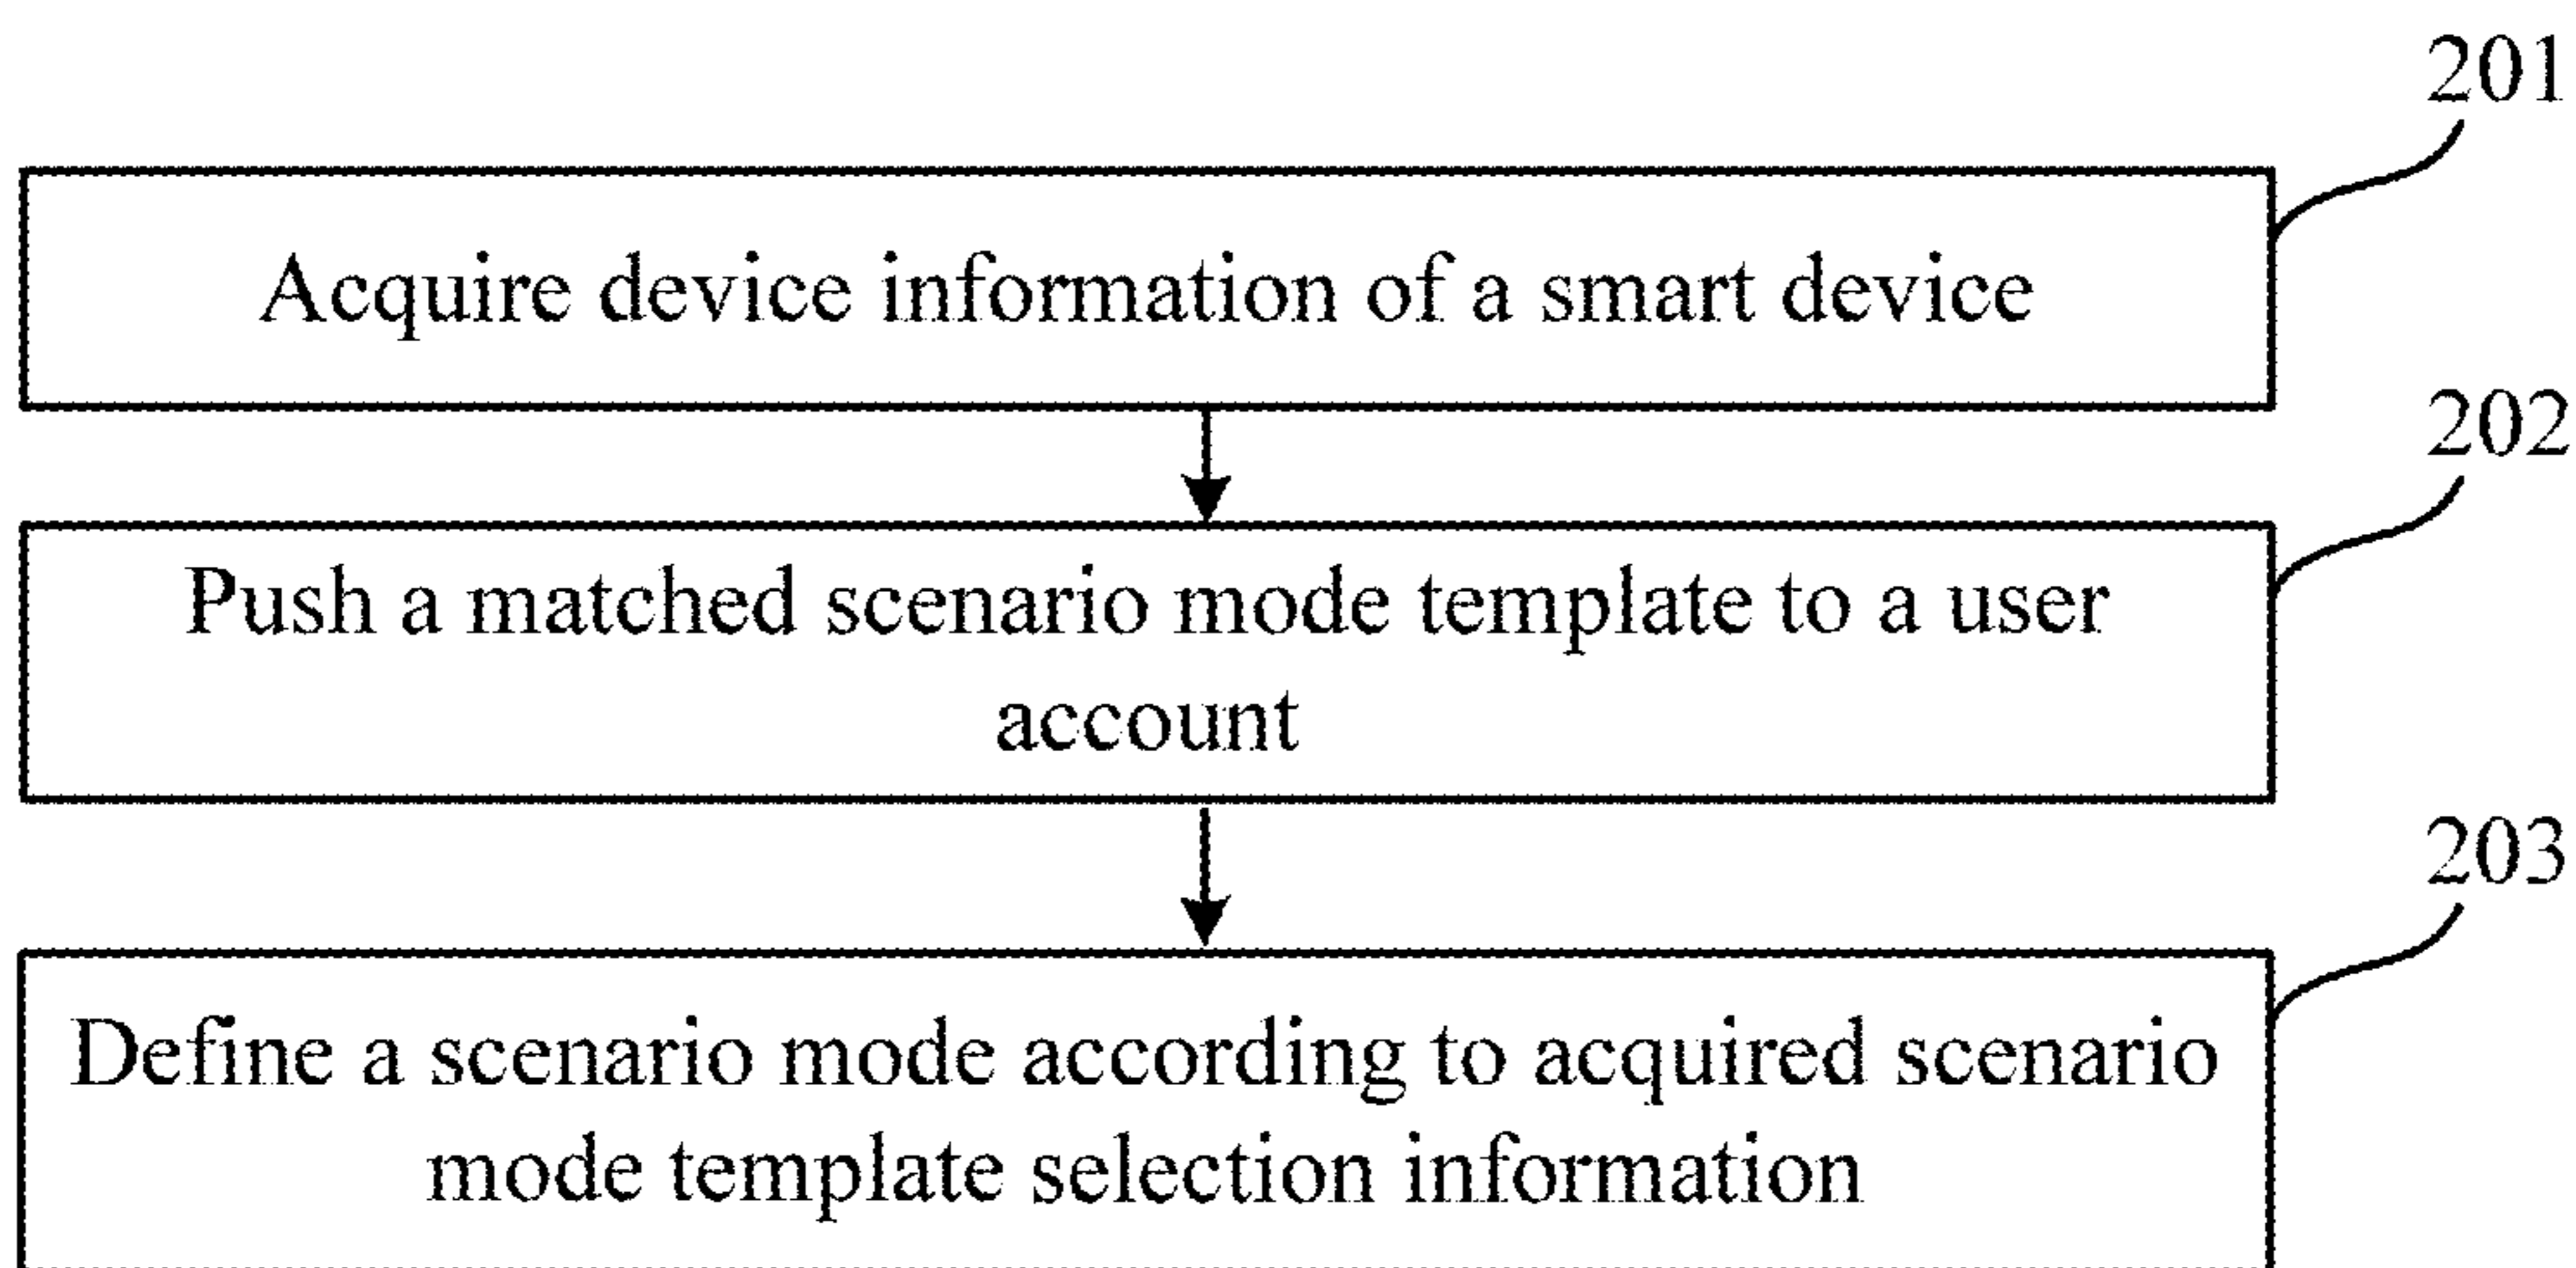 201
Acquire device information of a smart device
202
Push a matched scenario mode template to a user
account
203
Define a scenario mode according to acquired scenario
mode template selection information